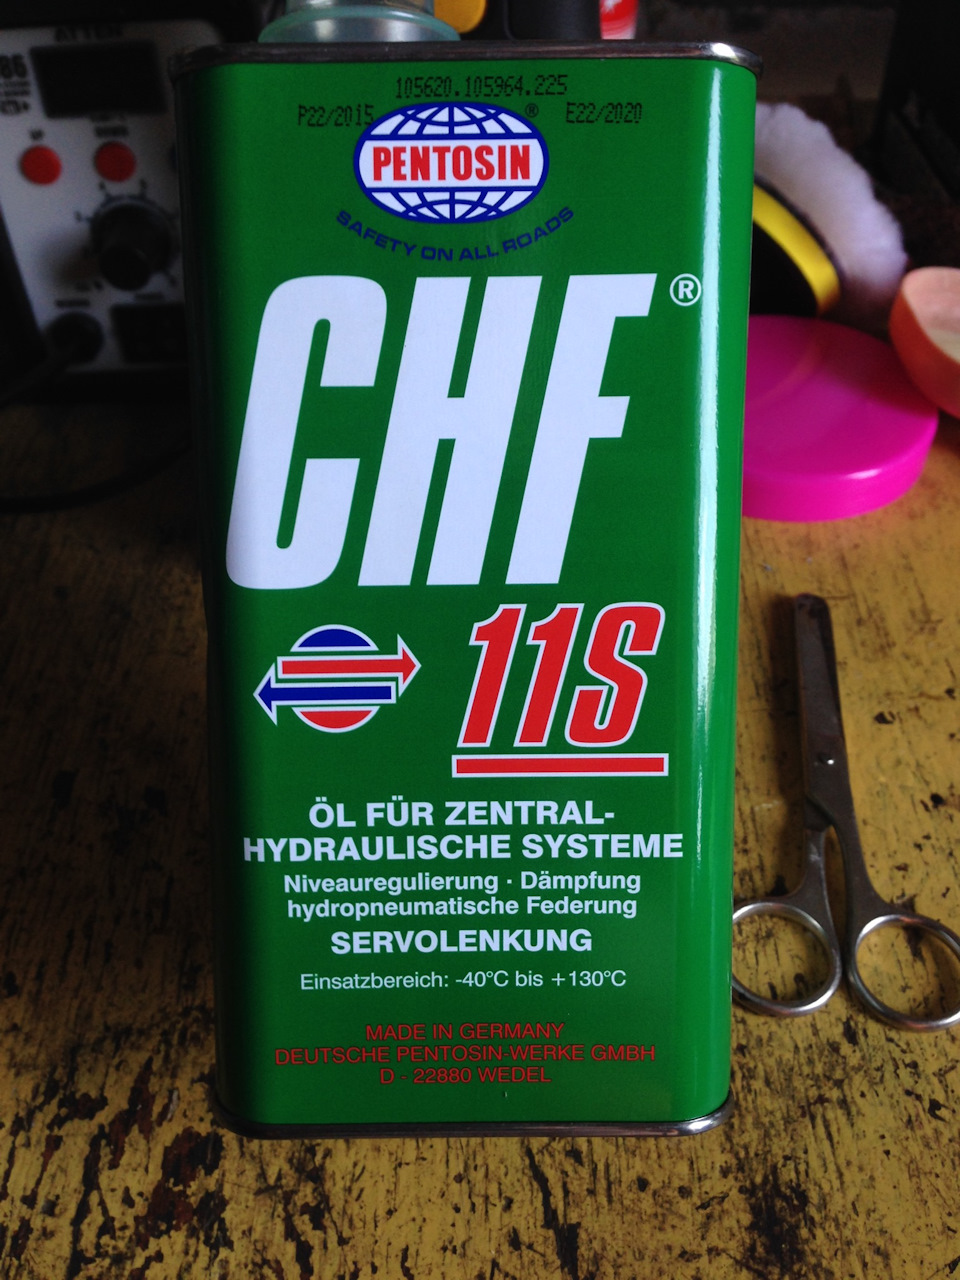 ATTEN
105620.105964.225
P22/2015
E22/2020
PENTOSIN
®
SAFETY ON ALL ROADS
CHF®
11S
ÖL FÜR ZENTRAL-
HYDRAULISCHE SYSTEME
Niveauregulierung · Dämpfung
hydropneumatische Federung
SERVOLENKUNG
Einsatzbereich: -40°C bis +130°C
MADE IN GERMANY
DEUTSCHE PENTOSIN-WERKE GMBH
D - 22880 WEDEL